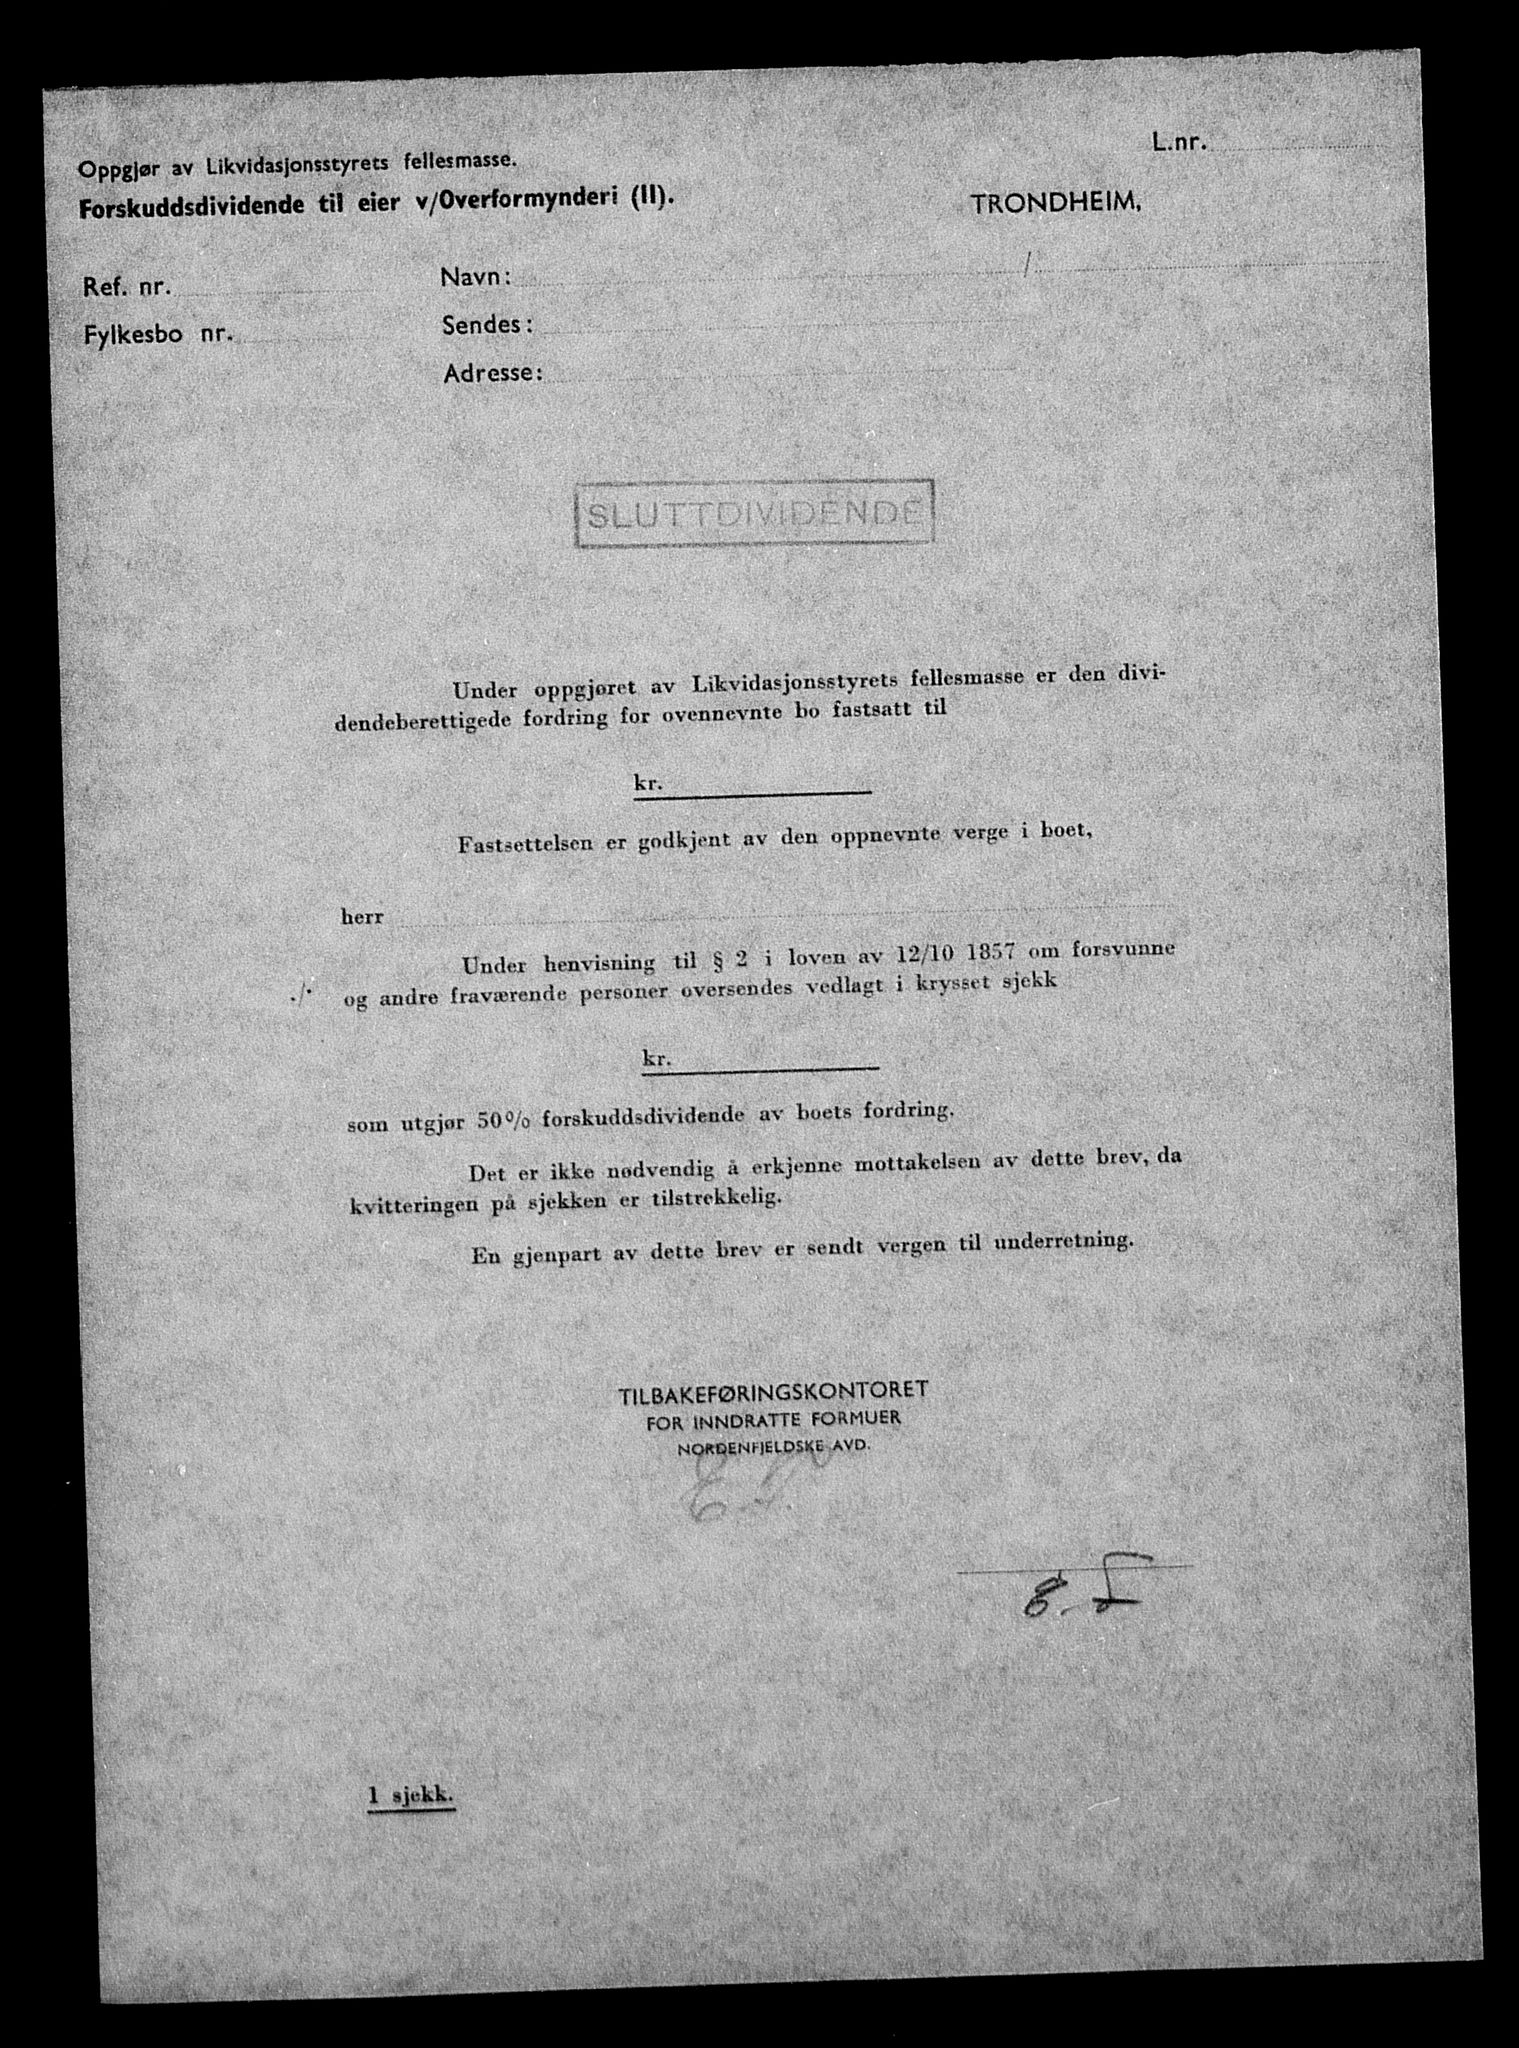 L.nr.
Oppgjør av Likvidasjonsstyrets fellesmasse.
Forskuddsdividende til eier v/Overformynderi (II).
TRONDHEIM,
Ref. nr.
Navn: /
Fylkesbo nr.
Sendes:
Adresse:
SLUTTDIVIDENDE
Under oppgjøret av Likvidasjonsstyrets fellesmasse er den divi-
dendeberettigede fordring for ovennevnte bo fastsatt til
kr.
Fastsettelsen er godkjent av den oppnevnte verge i boet,
herr
Under henvisning til § 2 i loven av 12/10 1857 om forsvunne
./. og andre fraværende personer oversendes vedlagt i krysset sjekk
kr.
som utgjør 50% forskuddsdividende av boets fordring.
Det er ikke nødvendig å erkjenne mottakelsen av dette brev, da
kvitteringen på sjekken er tilstrekkelig.
En gjenpart av dette brev er sendt vergen til underretning.
TILBAKEFØRINGSKONTORET
FOR INNDRATTE FORMUER
NORDENFJELDSKE AVD.
1 sjekk.